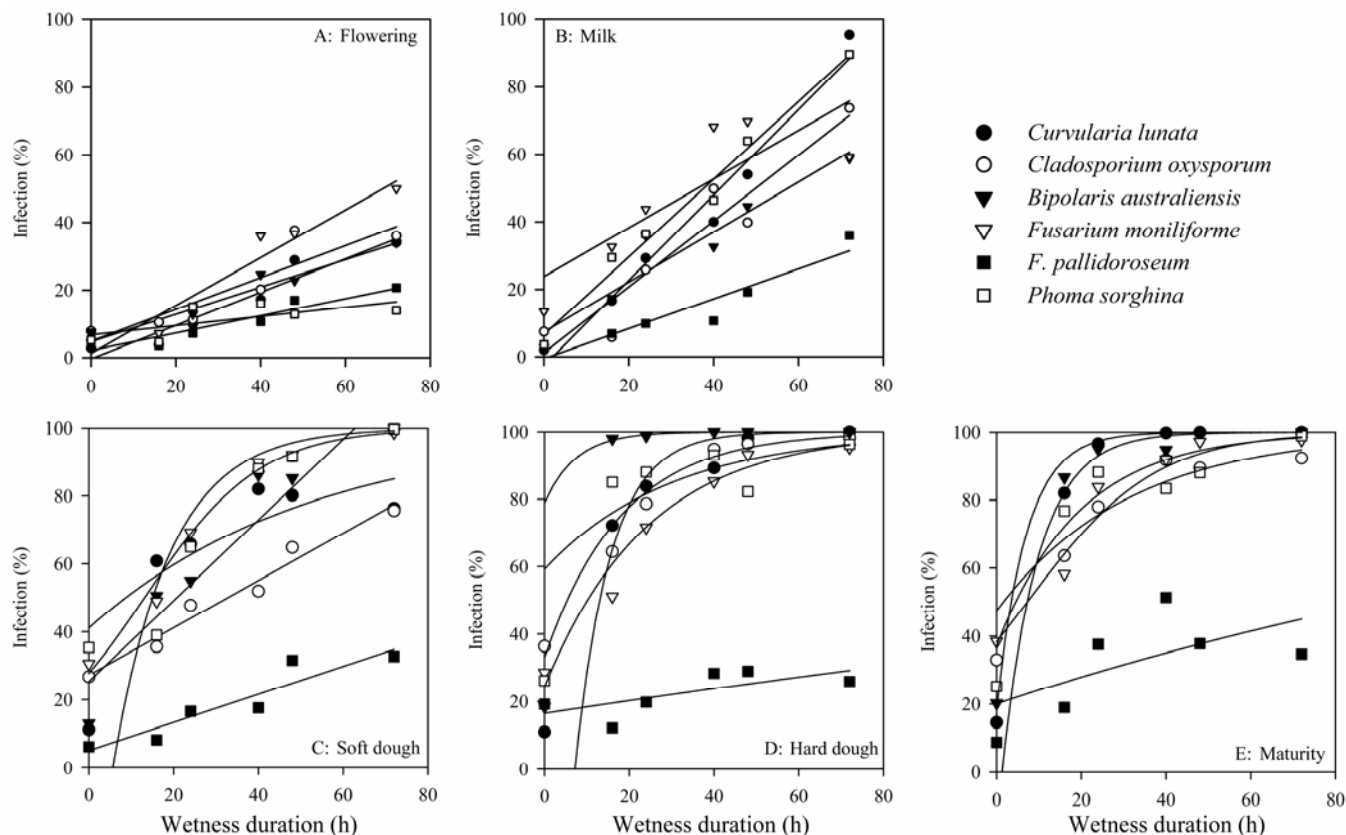 100
80
60
40
20
0
Infection (%)
A: Flowering
0 20 40 60 80
100
80
60
40
20
0
Infection (%)
B: Milk
0 20 40 60 80
Curvularia lunata
Cladosporium oxysporum
Bipolaris australiensis
Fusarium moniliforme
F. pallidoroseum
Phoma sorghina
100
80
60
40
20
0
Infection (%)
C: Soft dough
0 20 40 60 80
Wetness duration (h)
100
80
60
40
20
0
Infection (%)
D: Hard dough
0 20 40 60 80
Wetness duration (h)
100
80
60
40
20
0
Infection (%)
E: Maturity
0 20 40 60 80
Wetness duration (h)